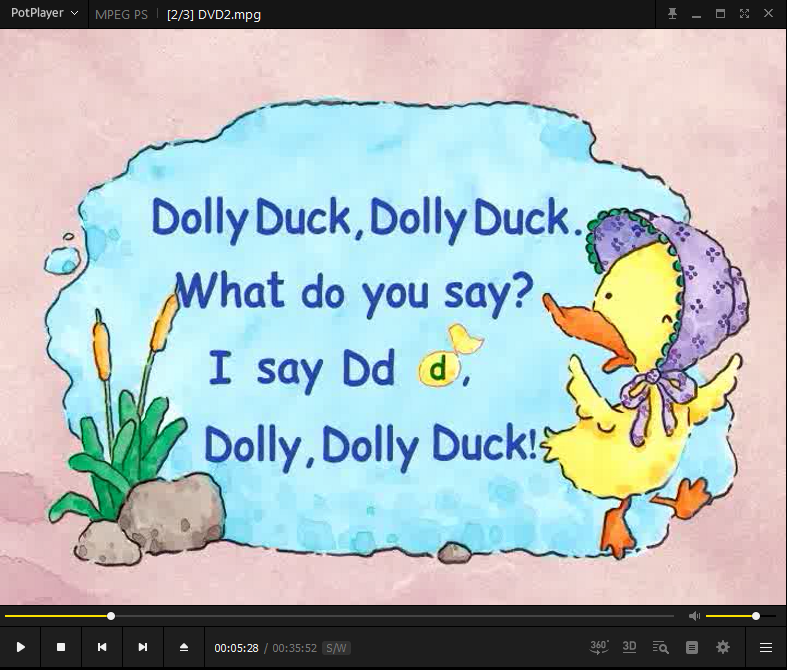 PotPlayer MPEG PS [2/3] DVD2.mpg
Dolly Duck, Dolly Duck.
What do you say?
I say Dd d,
Dolly, Dolly Duck!
00:05:28 / 00:35:52 S/W 360° 3D